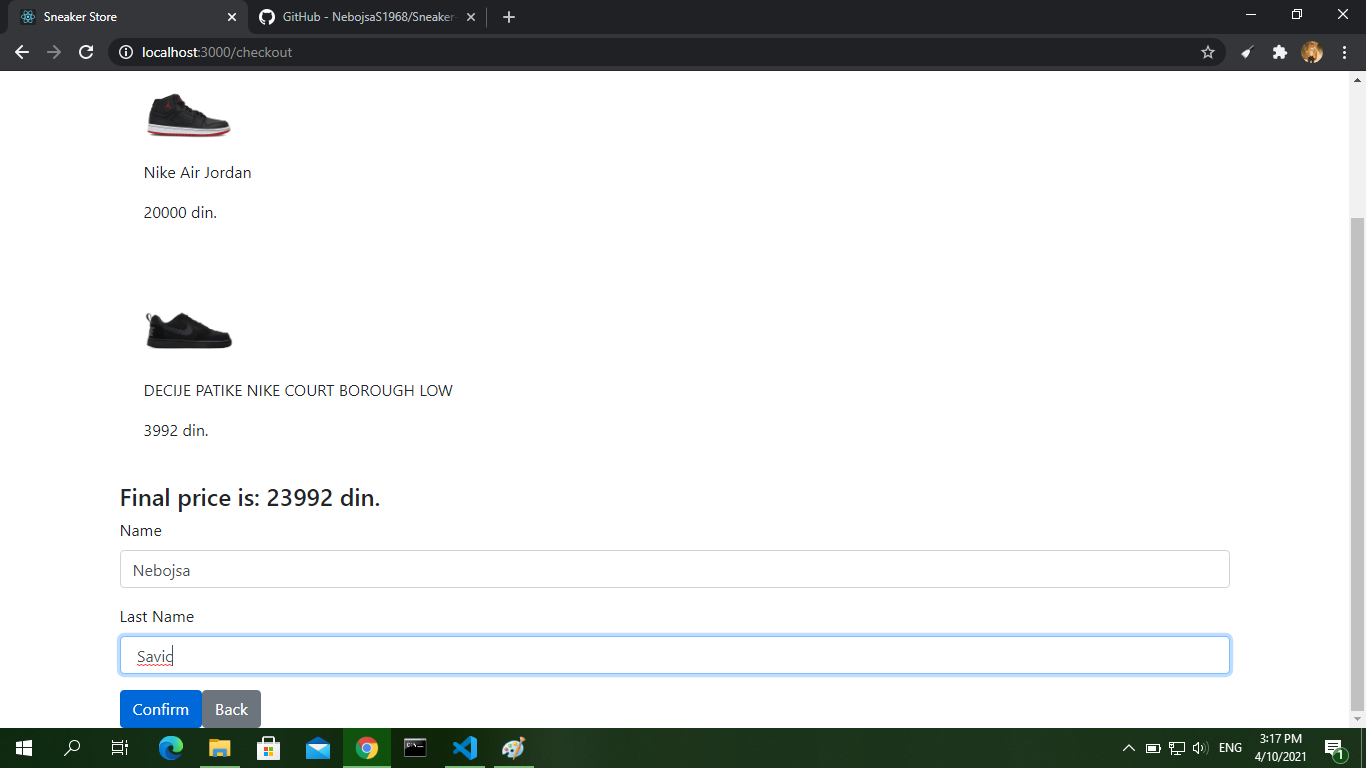 Sneaker Store
GitHub - NebojsaS1968/Sneaker-
localhost:3000/checkout
Nike Air Jordan
20000 din.
DECIJE PATIKE NIKE COURT BOROUGH LOW
3992 din.
Final price is: 23992 din.
Name
Nebojsa
Last Name
Savic
Confirm
Back
ENG
3:17 PM
4/10/2021
1